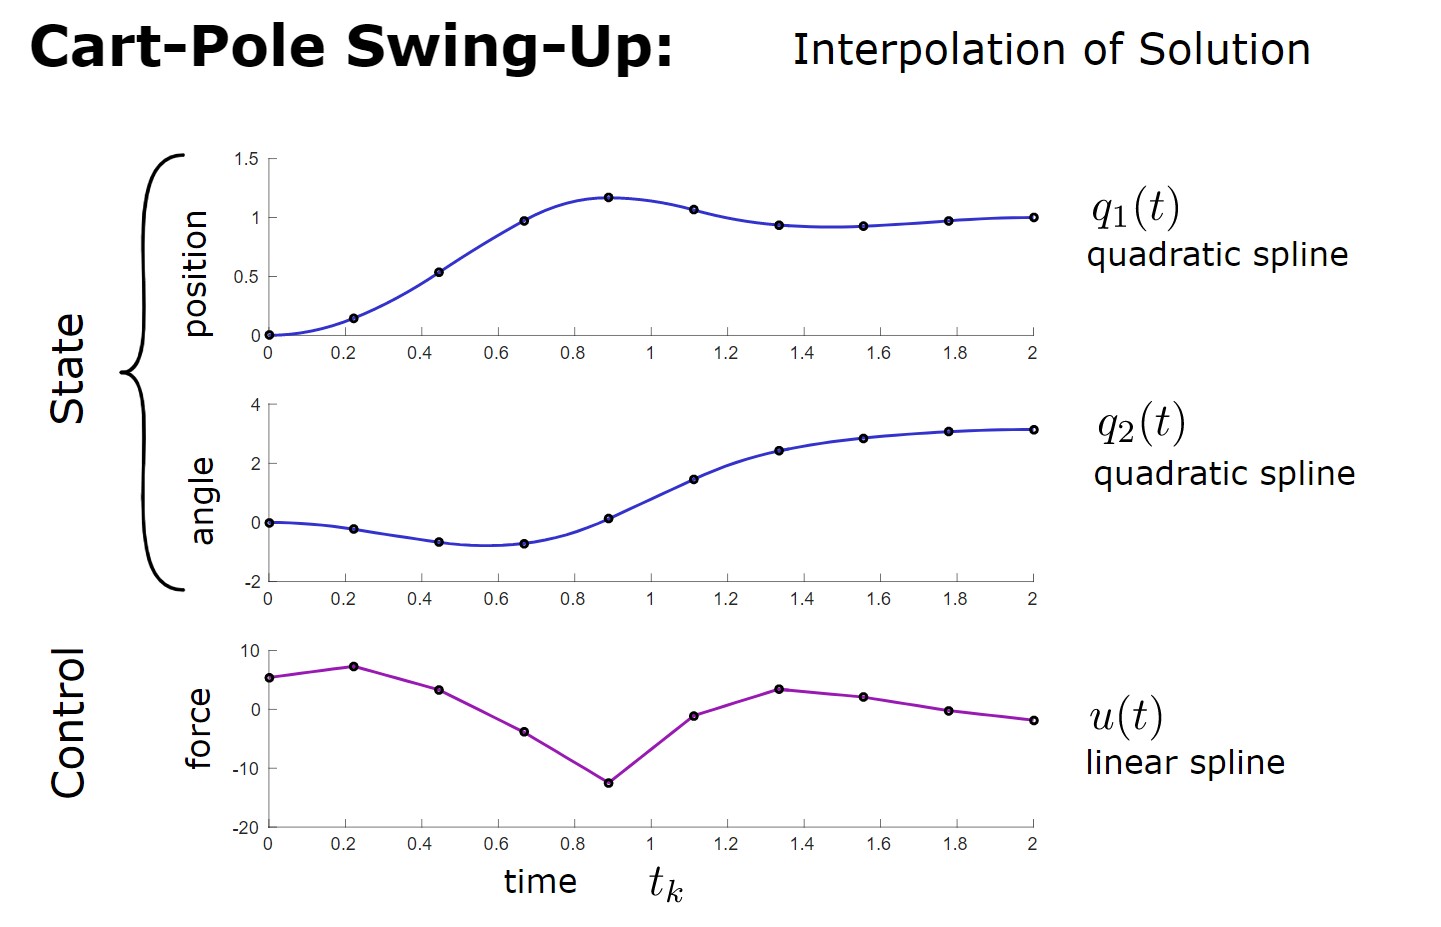 Cart-Pole Swing-Up:
Interpolation of Solution
State
position
1.5
1
0.5
0
0 0.2 0.4 0.6 0.8 1 1.2 1.4 1.6 1.8 2
q₁(t)
quadratic spline
angle
4
2
0
-2
0 0.2 0.4 0.6 0.8 1 1.2 1.4 1.6 1.8 2
q₂(t)
quadratic spline
Control
force
10
0
-10
-20
0 0.2 0.4 0.6 0.8 1 1.2 1.4 1.6 1.8 2
u(t)
linear spline
time tₖ